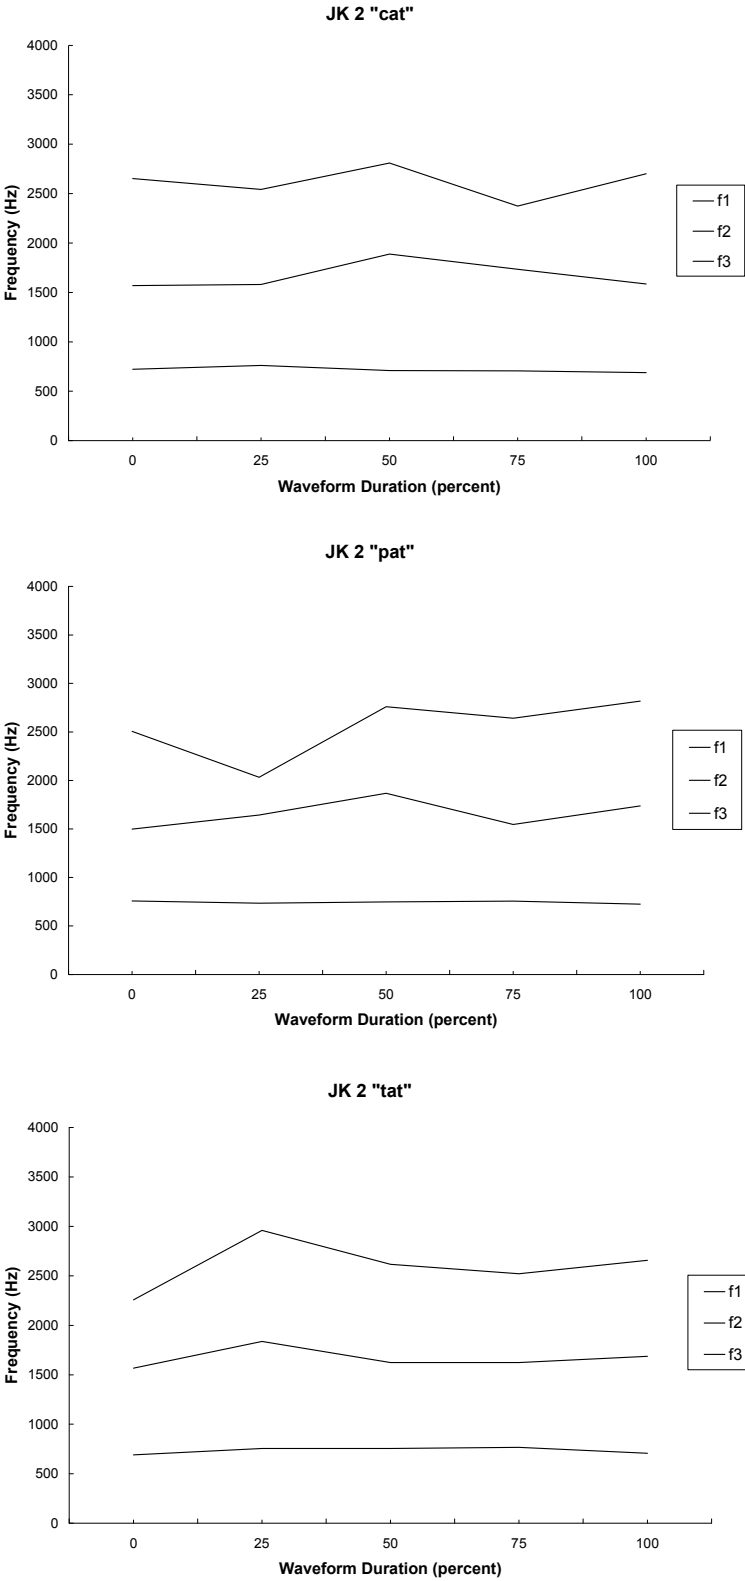 JK 2 "cat"
4000
3500
3000
2500
2000
1500
1000
500
0
Frequency (Hz)
0 25 50 75 100
Waveform Duration (percent)
f1
f2
f3
JK 2 "pat"
4000
3500
3000
2500
2000
1500
1000
500
0
Frequency (Hz)
0 25 50 75 100
Waveform Duration (percent)
f1
f2
f3
JK 2 "tat"
4000
3500
3000
2500
2000
1500
1000
500
0
Frequency (Hz)
0 25 50 75 100
Waveform Duration (percent)
f1
f2
f3